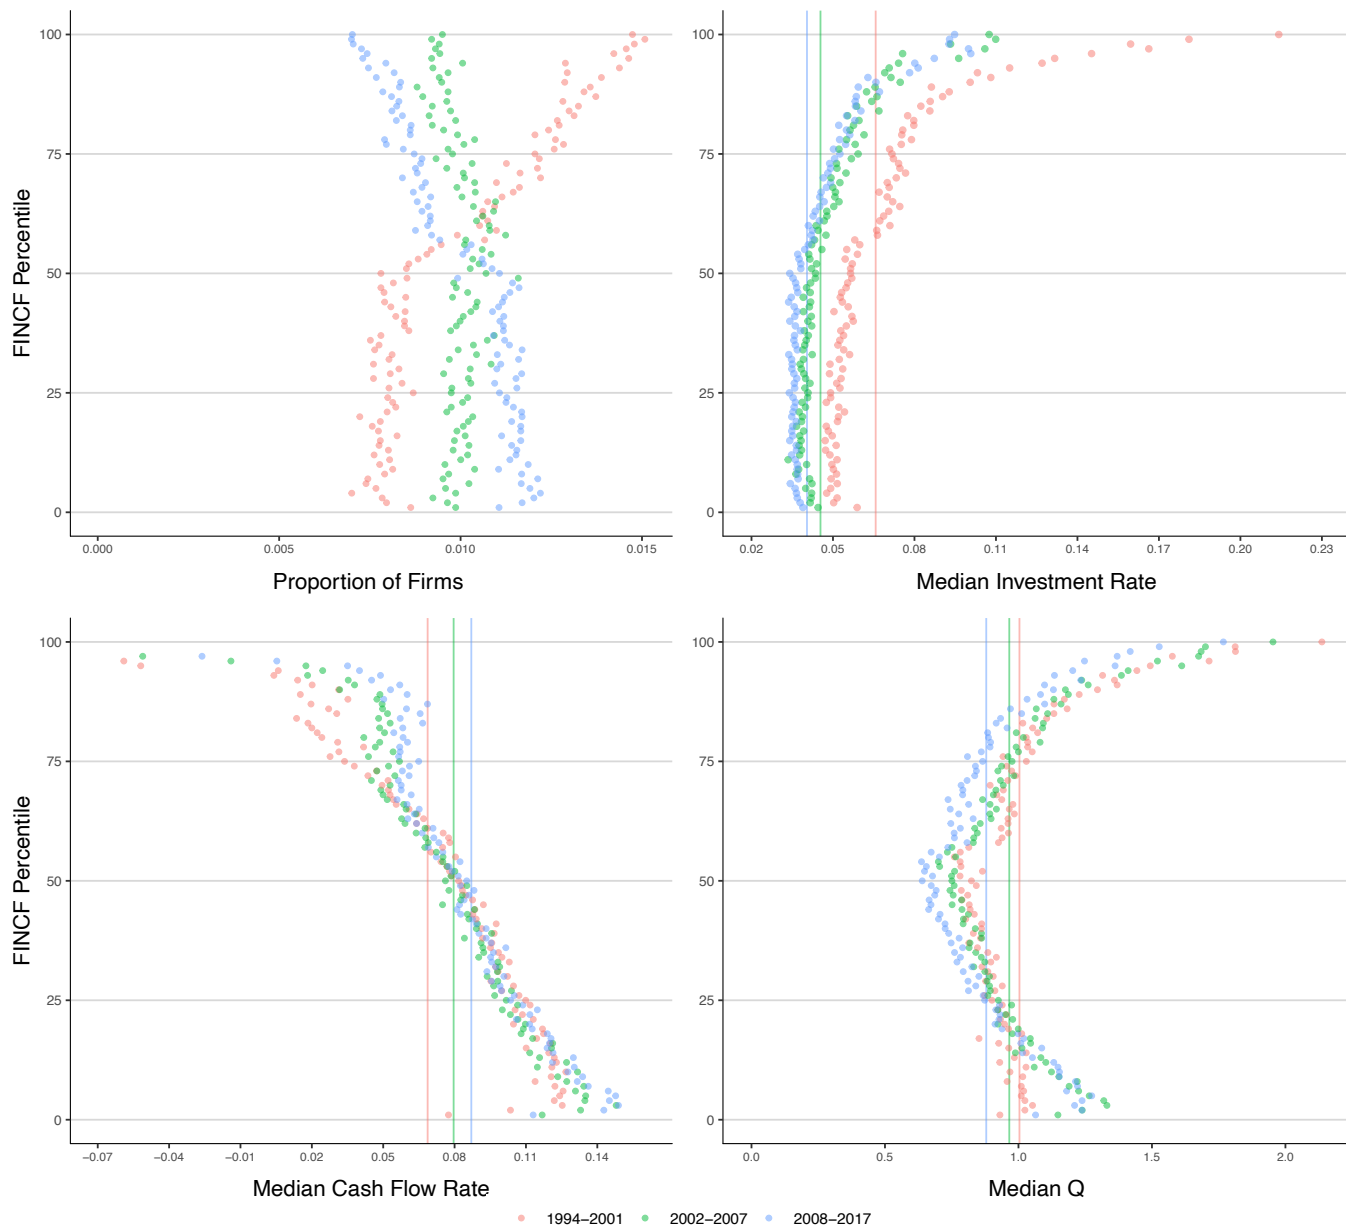 FINCF Percentile
100
75
50
25
0
0.000 0.005 0.010 0.015
Proportion of Firms
100
75
50
25
0
0.02 0.05 0.08 0.11 0.14 0.17 0.20 0.23
Median Investment Rate
FINCF Percentile
100
75
50
25
0
−0.07 −0.04 −0.01 0.02 0.05 0.08 0.11 0.14
Median Cash Flow Rate
100
75
50
25
0
0.0 0.5 1.0 1.5 2.0
Median Q
1994−2001 2002−2007 2008−2017